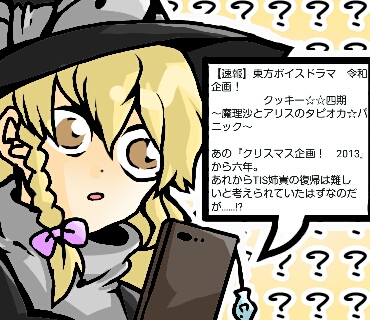 【速報】東方ボイスドラマ　令和
企画！
クッキー☆☆四期
～魔理沙とアリスのタピオカ☆パ
ニック～
あの『クリスマス企画！　2013』
から六年。
あれからTIS姉貴の復帰は難し
いと考えられていたはずなのだ
が……!?